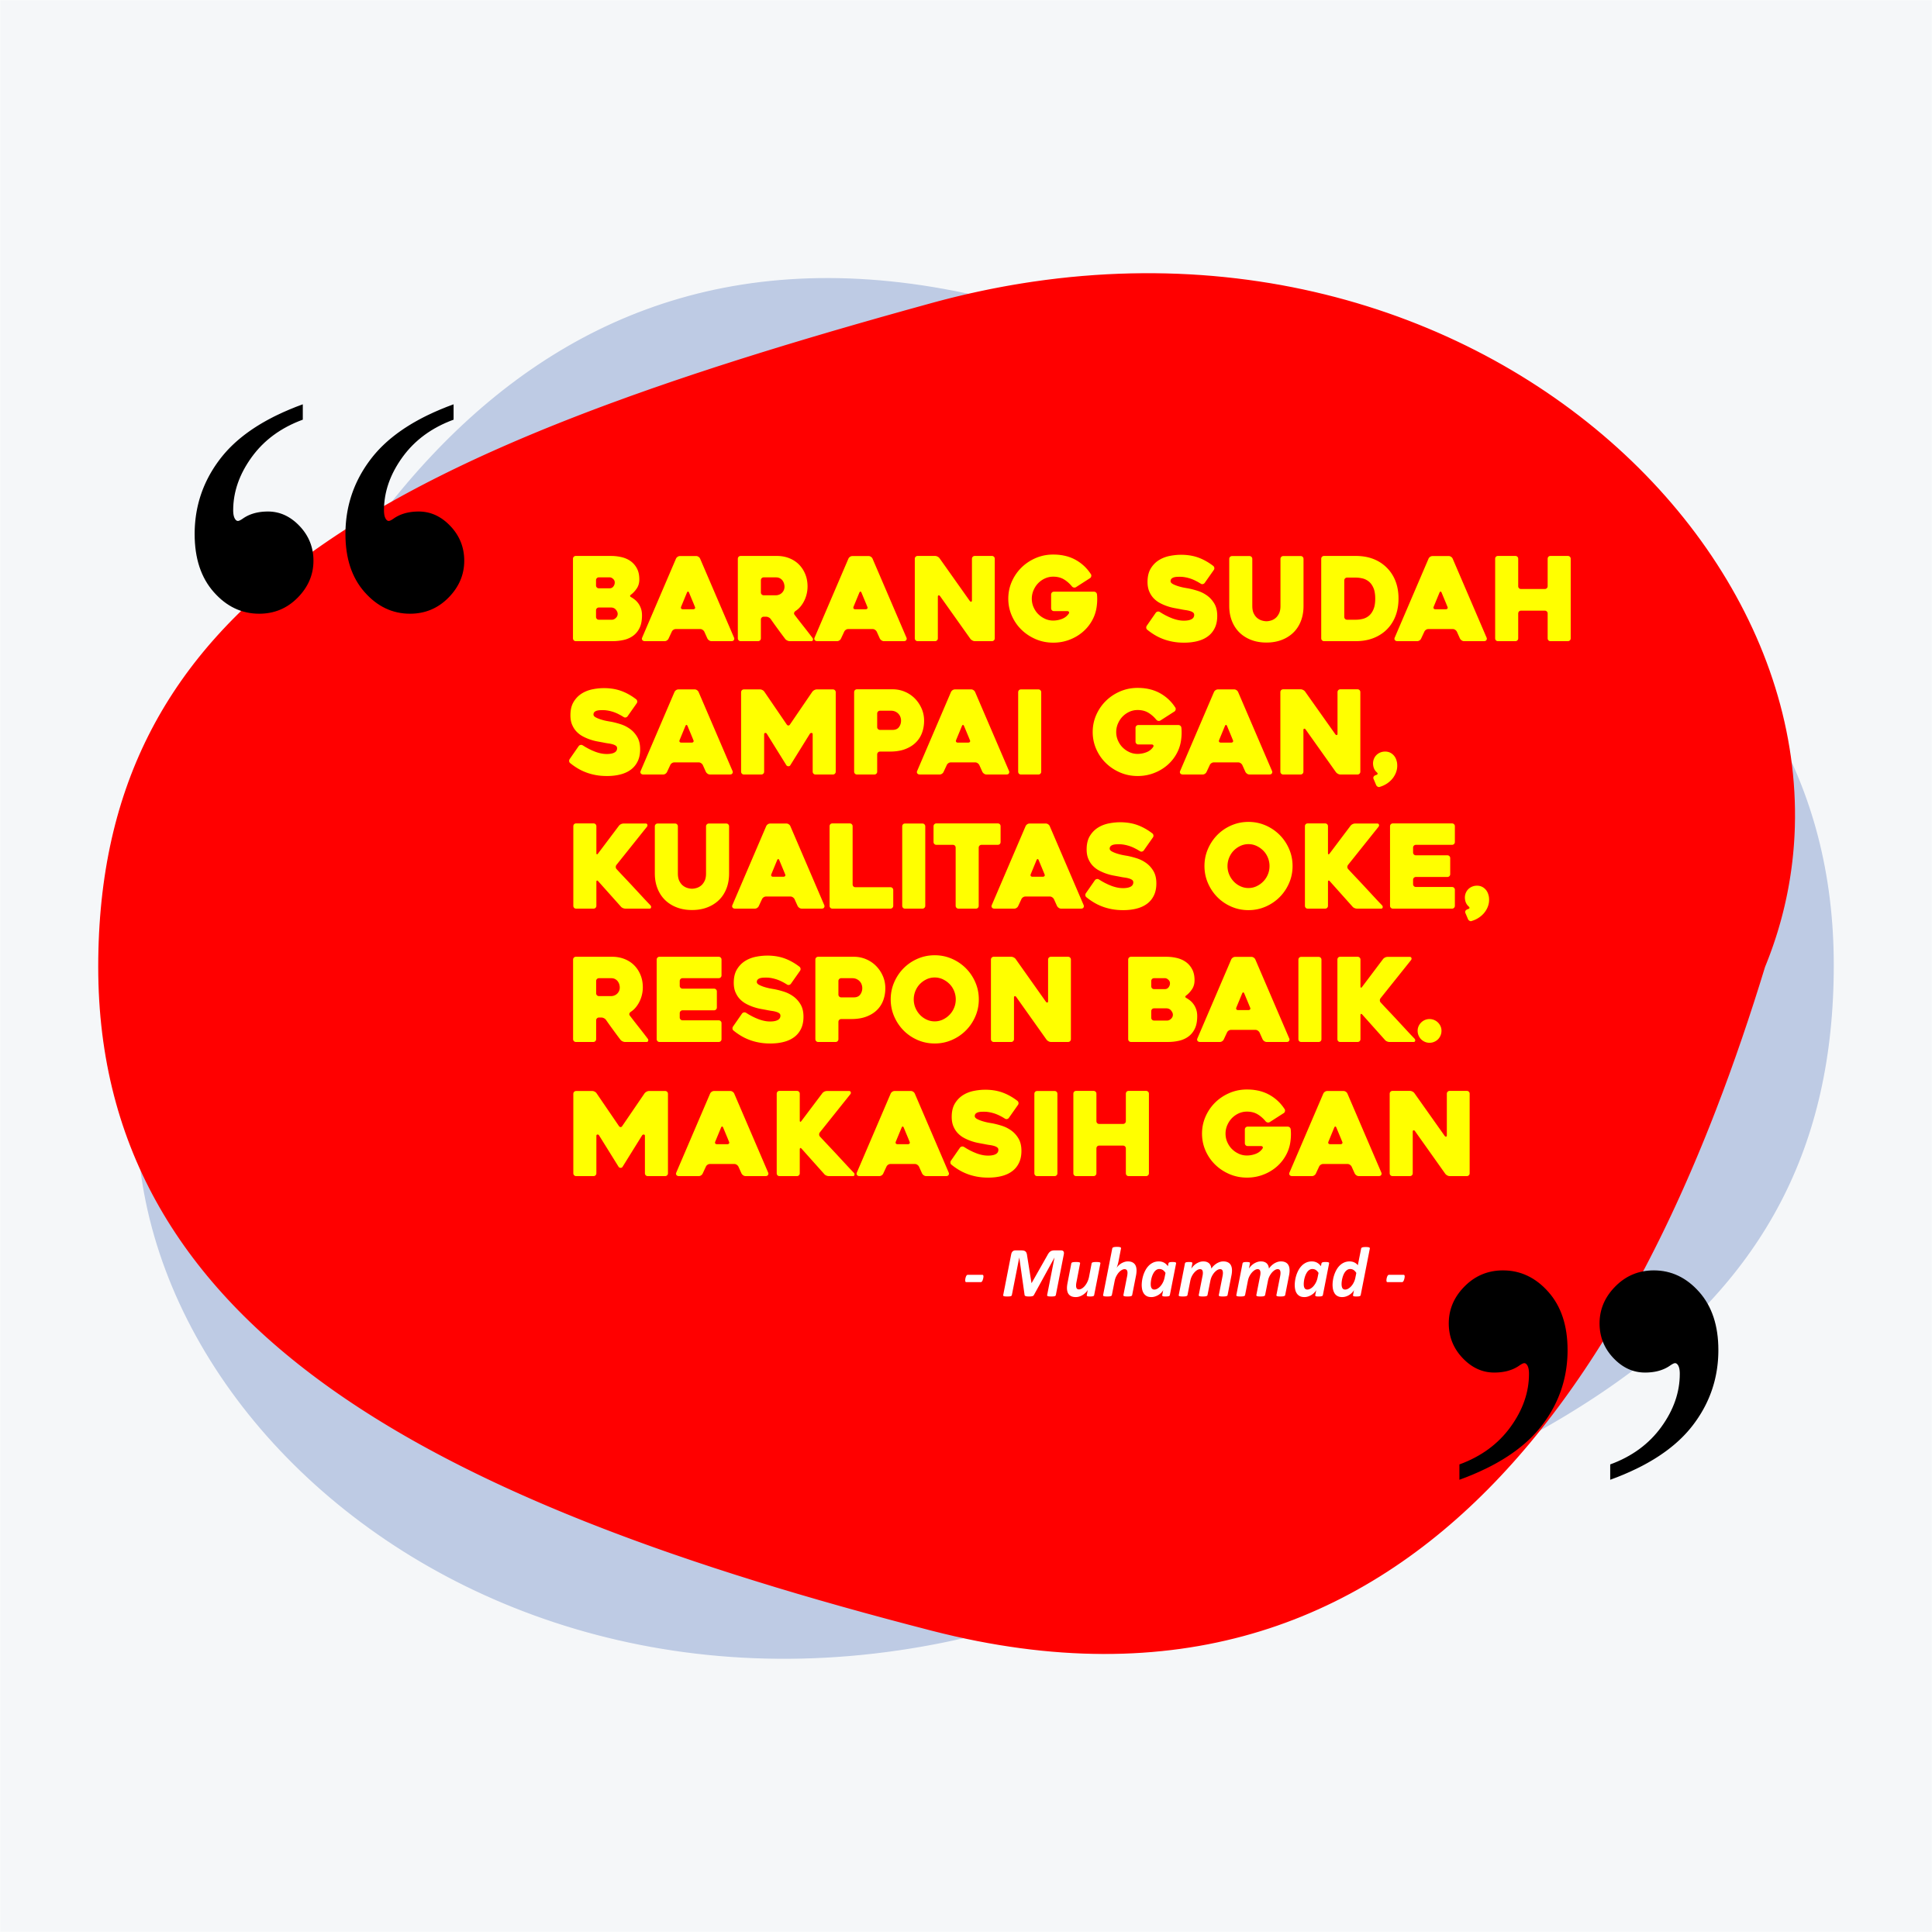 “
BARANG SUDAH
SAMPAI GAN,
KUALITAS OKE,
RESPON BAIK.
MAKASIH GAN
- Muhammad -
”